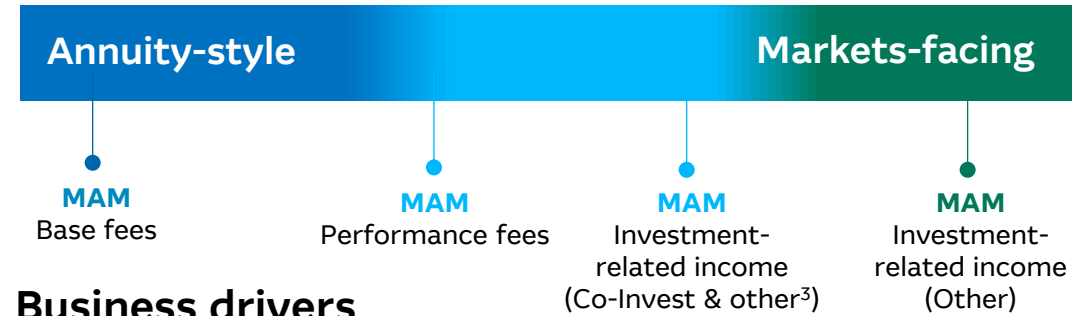 Annuity-style
Markets-facing
MAM
Base fees
MAM
Performance fees
MAM
Investment-
related income
(Co-Invest & other³)
MAM
Investment-
related income
(Other)
Business drivers